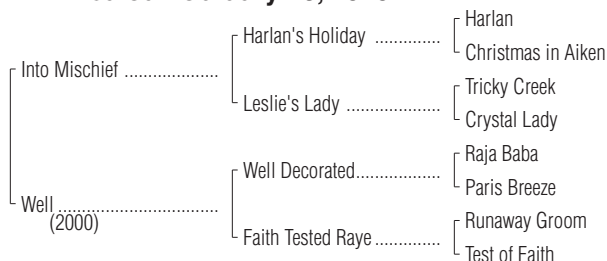 Harlan
Harlan's Holiday ..............
Christmas in Aiken
Into Mischief ....................
Tricky Creek
Leslie's Lady ....................
Crystal Lady
Raja Baba
Well Decorated..................
Paris Breeze
Well ..................................
(2000)
Runaway Groom
Faith Tested Raye ..............
Test of Faith